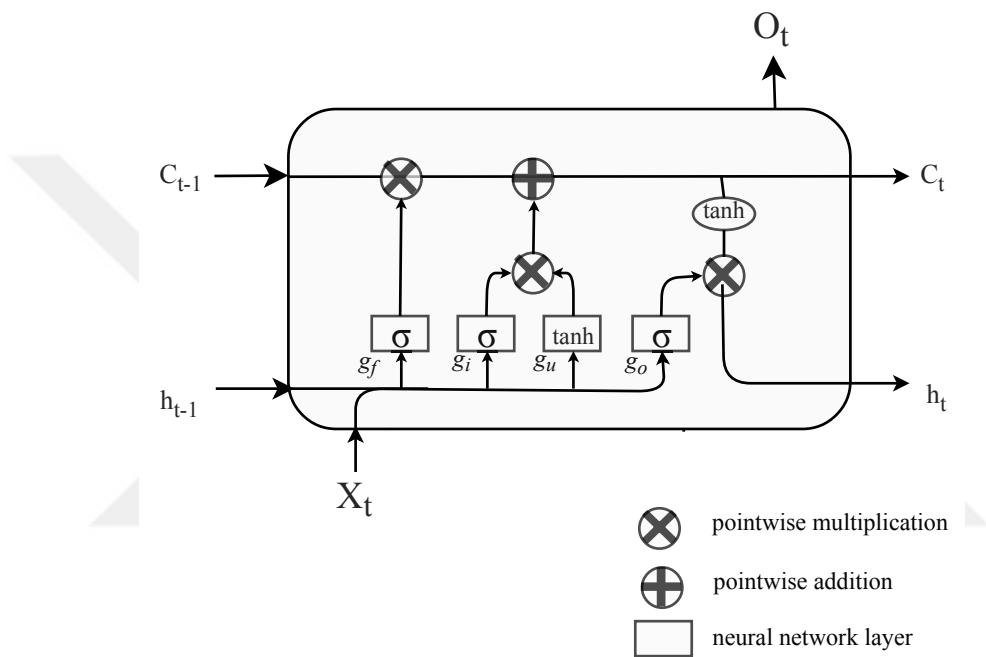 O_t
C_{t-1}
C_t
tanh
σ
σ
tanh
σ
g_f
g_i
g_u
g_o
h_{t-1}
h_t
X_t
pointwise multiplication
pointwise addition
neural network layer